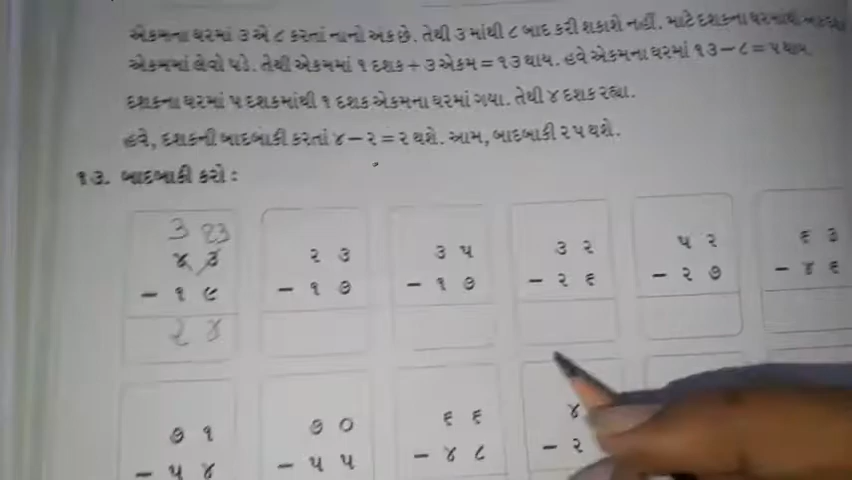 એકમના ઘરમાં ૩ એ ૮ કરતાં નાનો અંક છે. તેથી ૩ માંથી ૮ બાદ કરી શકાશે નહીં. માટે દશકના ઘરમાંથી
એકમમાં લેવો પડે. તેથી એકમમાં ૧ દશક + ૩ એકમ = ૧૩ થાય. હવે એકમના ઘરમાં ૧૩ – ૮ = ૫ થાય.
દશકના ઘરમાં ૫ દશકમાંથી ૧ દશક એકમના ઘરમાં ગયા. તેથી ૪ દશક રહ્યા.
હવે, દશકની બાદબાકી કરતાં ૪ – ૨ = ૨ થશે. આમ, બાદબાકી ૨૫ થશે.
૧૩. બાદબાકી કરો :
૩ ૧૩
૪ ૩ ૨ ૩ ૩ ૫ ૩ ૨ ૫ ૨ ૬ ૩
– ૧ ૯ – ૧ ૭ – ૧ ૭ – ૨ ૬ – ૨ ૭ – ૪ ૬
૨ ૪
૭ ૧ ૭ ૦ ૬ ૬ ૪
– ૫ ૪ – ૫ ૫ – ૪ ૮ – ૨